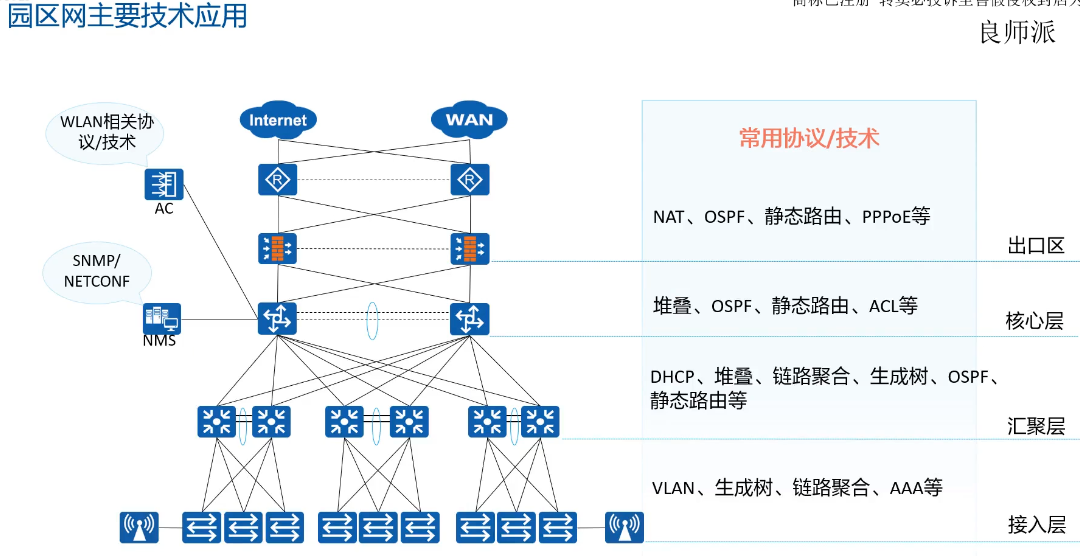 园区网主要技术应用
良师派
WLAN相关协
议/技术
Internet
WAN
常用协议/技术
R
R
AC
NAT、OSPF、静态路由、PPPoE等
出口区
SNMP/
NETCONF
堆叠、OSPF、静态路由、ACL等
核心层
NMS
DHCP、堆叠、链路聚合、生成树、OSPF、
静态路由等
汇聚层
VLAN、生成树、链路聚合、AAA等
接入层